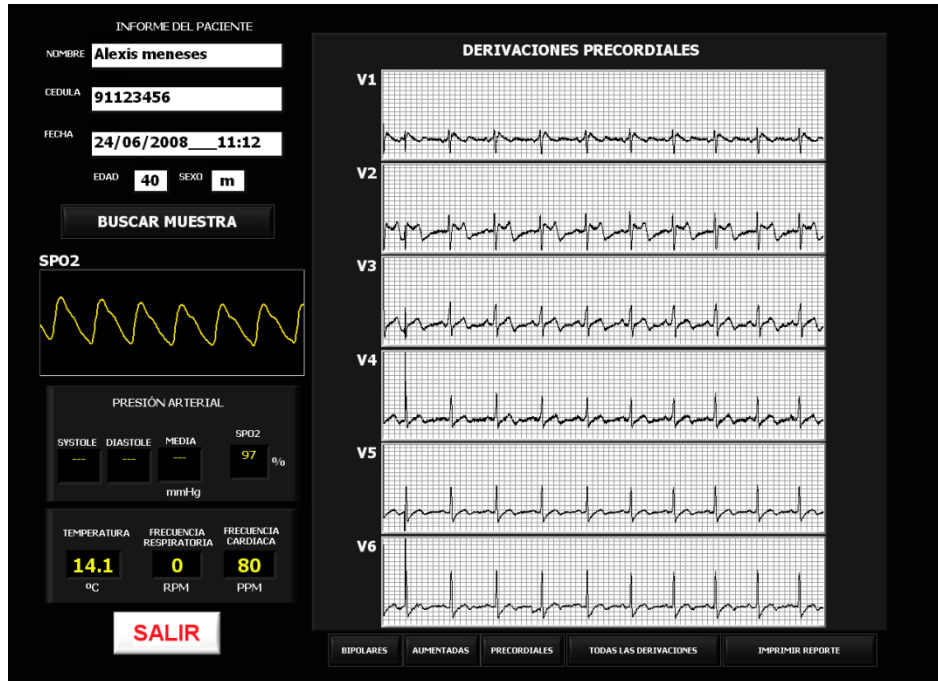 INFORME DEL PACIENTE
NOMBRE Alexis meneses
CEDULA 91123456
FECHA 24/06/2008___11:12
EDAD 40 SEXO m
BUSCAR MUESTRA
SPO2
PRESIÓN ARTERIAL
SYSTOLE DIASTOLE MEDIA SPO2
--- --- --- 97 %
mmHg
TEMPERATURA FRECUENCIA RESPIRATORIA FRECUENCIA CARDIACA
14.1 0 80
ºC RPM PPM
SALIR
DERIVACIONES PRECORDIALES
V1
V2
V3
V4
V5
V6
BIPOLARES AUMENTADAS PRECORDIALES TODAS LAS DERIVACIONES IMPRIMIR REPORTE